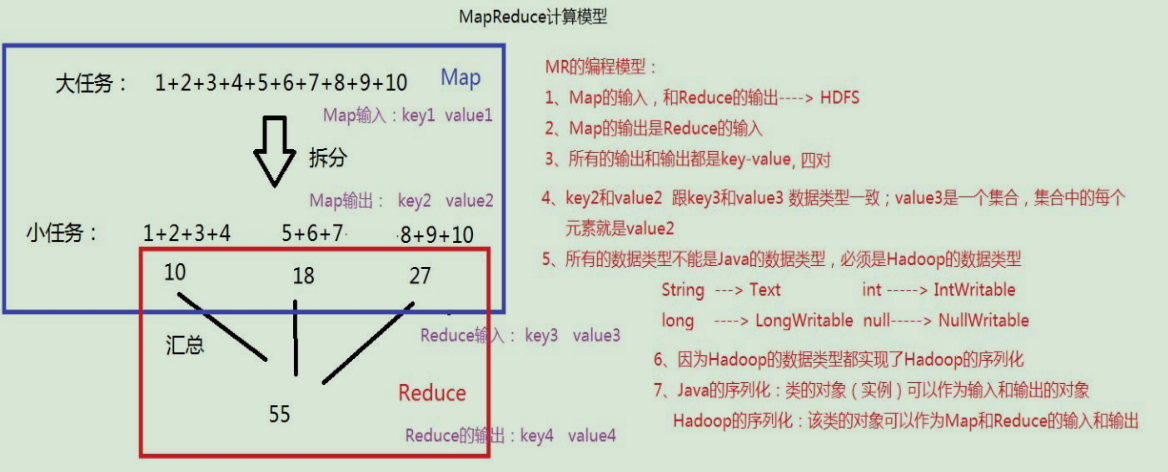 MapReduce计算模型
大任务： 1+2+3+4+5+6+7+8+9+10 Map
Map输入：key1 value1
拆分
Map输出： key2 value2
小任务： 1+2+3+4 5+6+7 8+9+10
10 18 27
汇总
Reduce输入： key3 value3
Reduce
55
Reduce的输出：key4 value4
MR的编程模型：
1、Map的输入，和Reduce的输出----> HDFS
2、Map的输出是Reduce的输入
3、所有的输出和输出都是key-value, 四对
4、key2和value2 跟key3和value3 数据类型一致；value3是一个集合，集合中的每个
元素就是value2
5、所有的数据类型不能是Java的数据类型，必须是Hadoop的数据类型
String ---> Text int -----> IntWritable
long ----> LongWritable null-----> NullWritable
6、因为Hadoop的数据类型都实现了Hadoop的序列化
7、Java的序列化：类的对象（实例）可以作为输入和输出的对象
Hadoop的序列化：该类的对象可以作为Map和Reduce的输入和输出